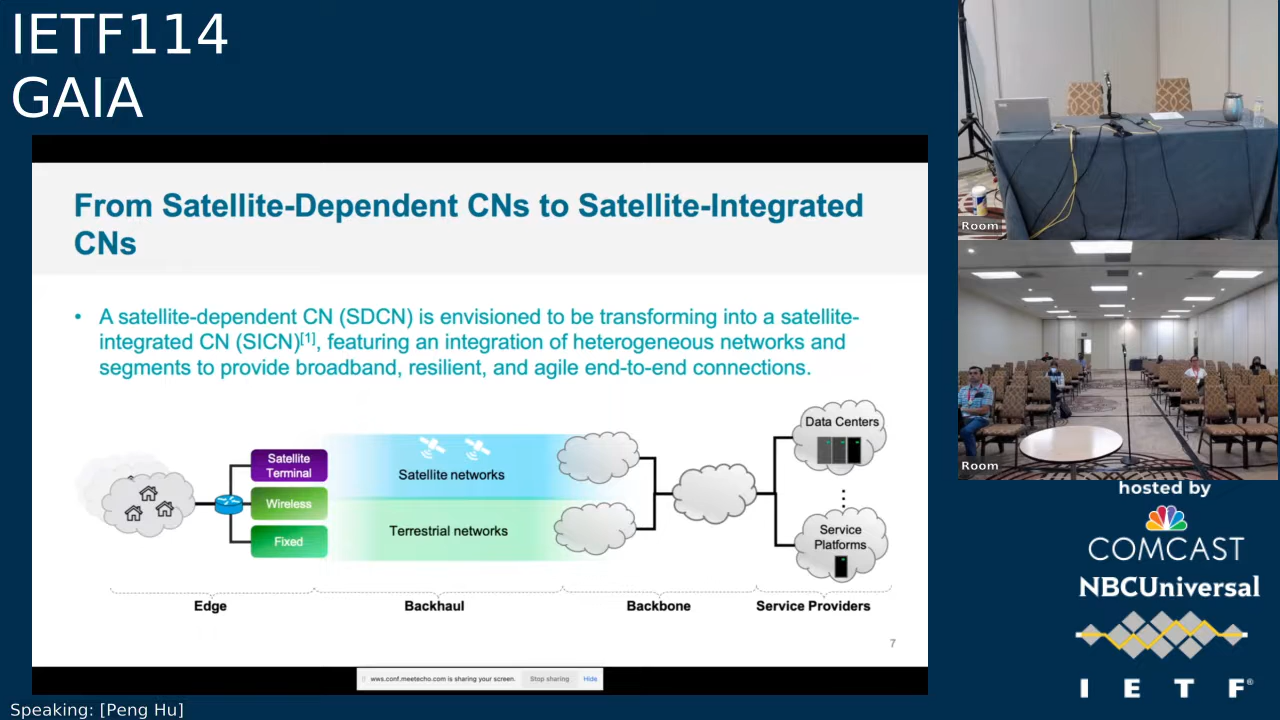 IETF114
GAIA
From Satellite-Dependent CNs to Satellite-Integrated
CNs
• A satellite-dependent CN (SDCN) is envisioned to be transforming into a satellite-
integrated CN (SICN)[1], featuring an integration of heterogeneous networks and
segments to provide broadband, resilient, and agile end-to-end connections.
Satellite
Terminal
Wireless
Fixed
Satellite networks
Terrestrial networks
Data Centers
Service
Platforms
Edge
Backhaul
Backbone
Service Providers
7
wws.conf.meetecho.com is sharing your screen.
Stop sharing
Hide
Speaking: [Peng Hu]
Room
Room
hosted by
COMCAST
NBCUniversal
I E T F®